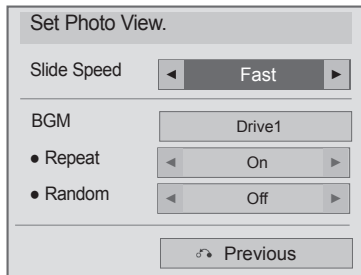 Set Photo View.
Slide Speed ◄ Fast ►
BGM Drive1
● Repeat ◄ On ►
● Random ◄ Off ►
Previous